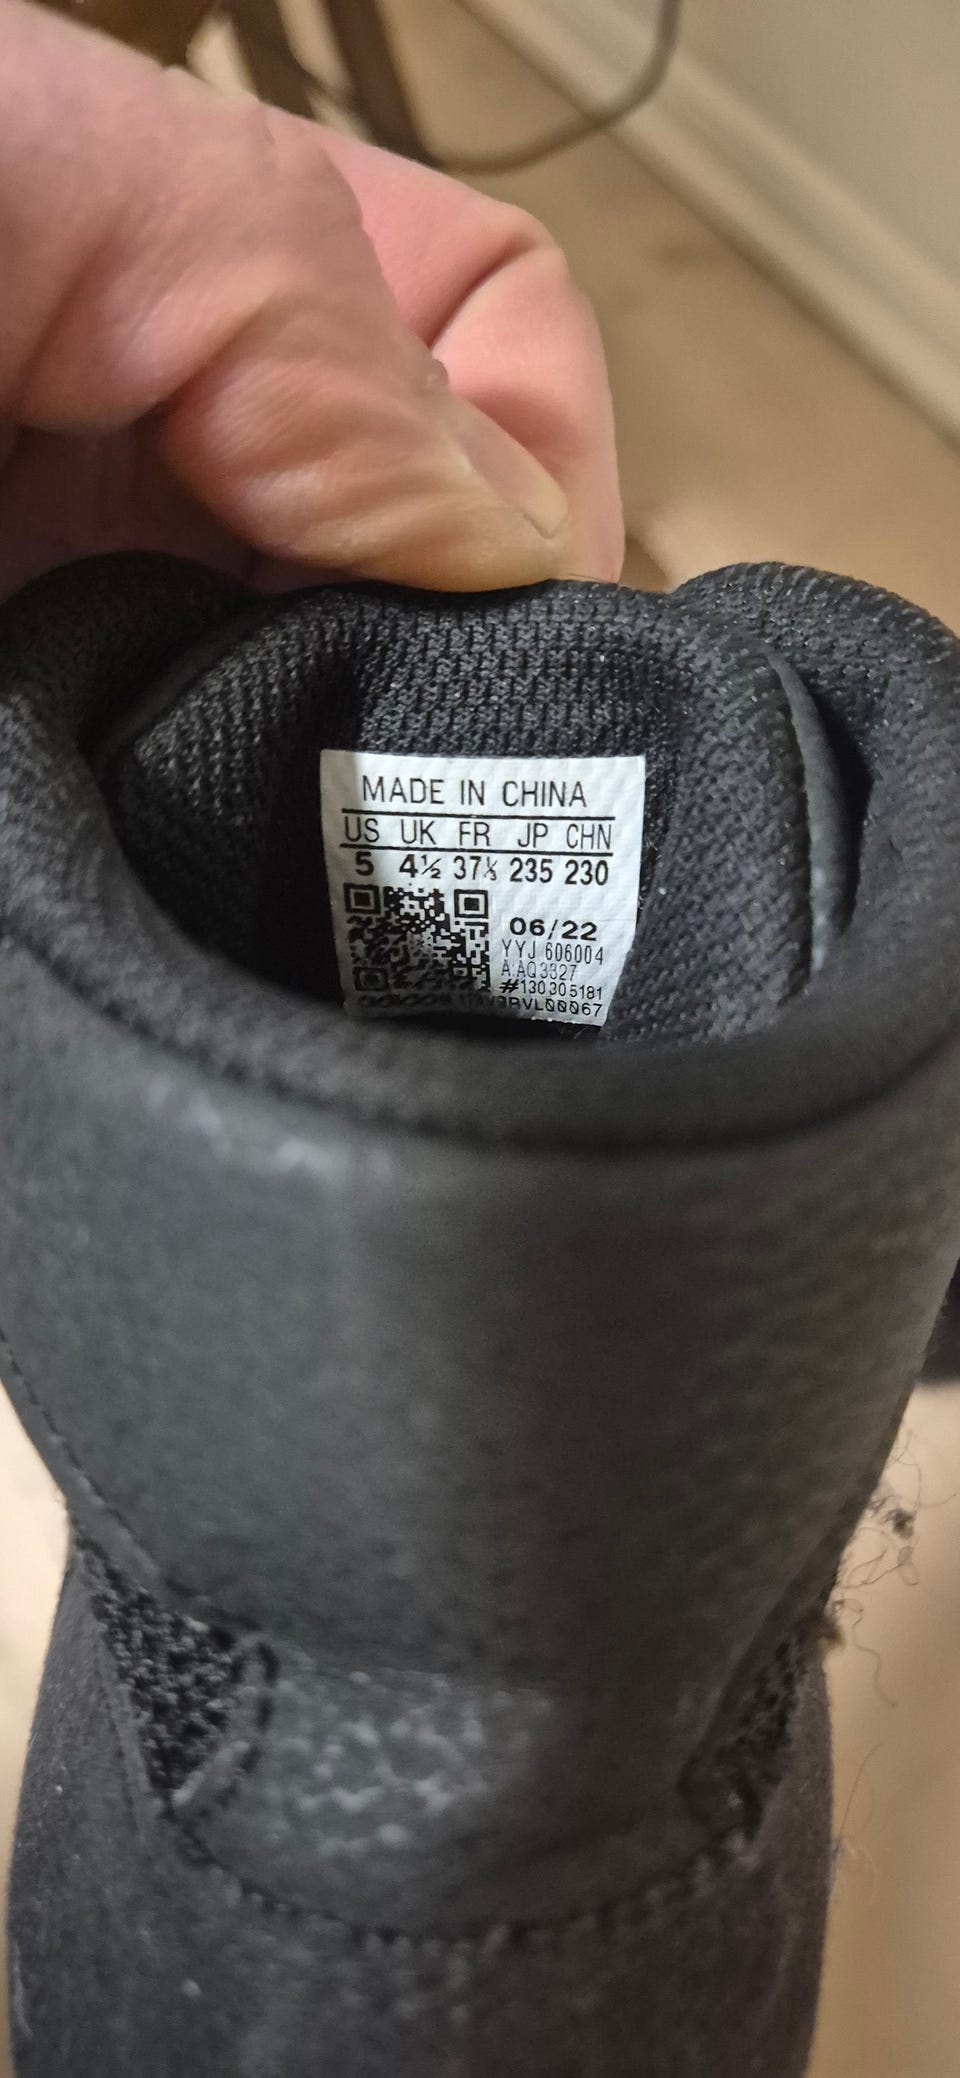 MADE IN CHINA
US UK FR JP CHN
5 4½ 37⅓ 235 230
06/22
YYJ 606004
A:AQ3327
#130305181